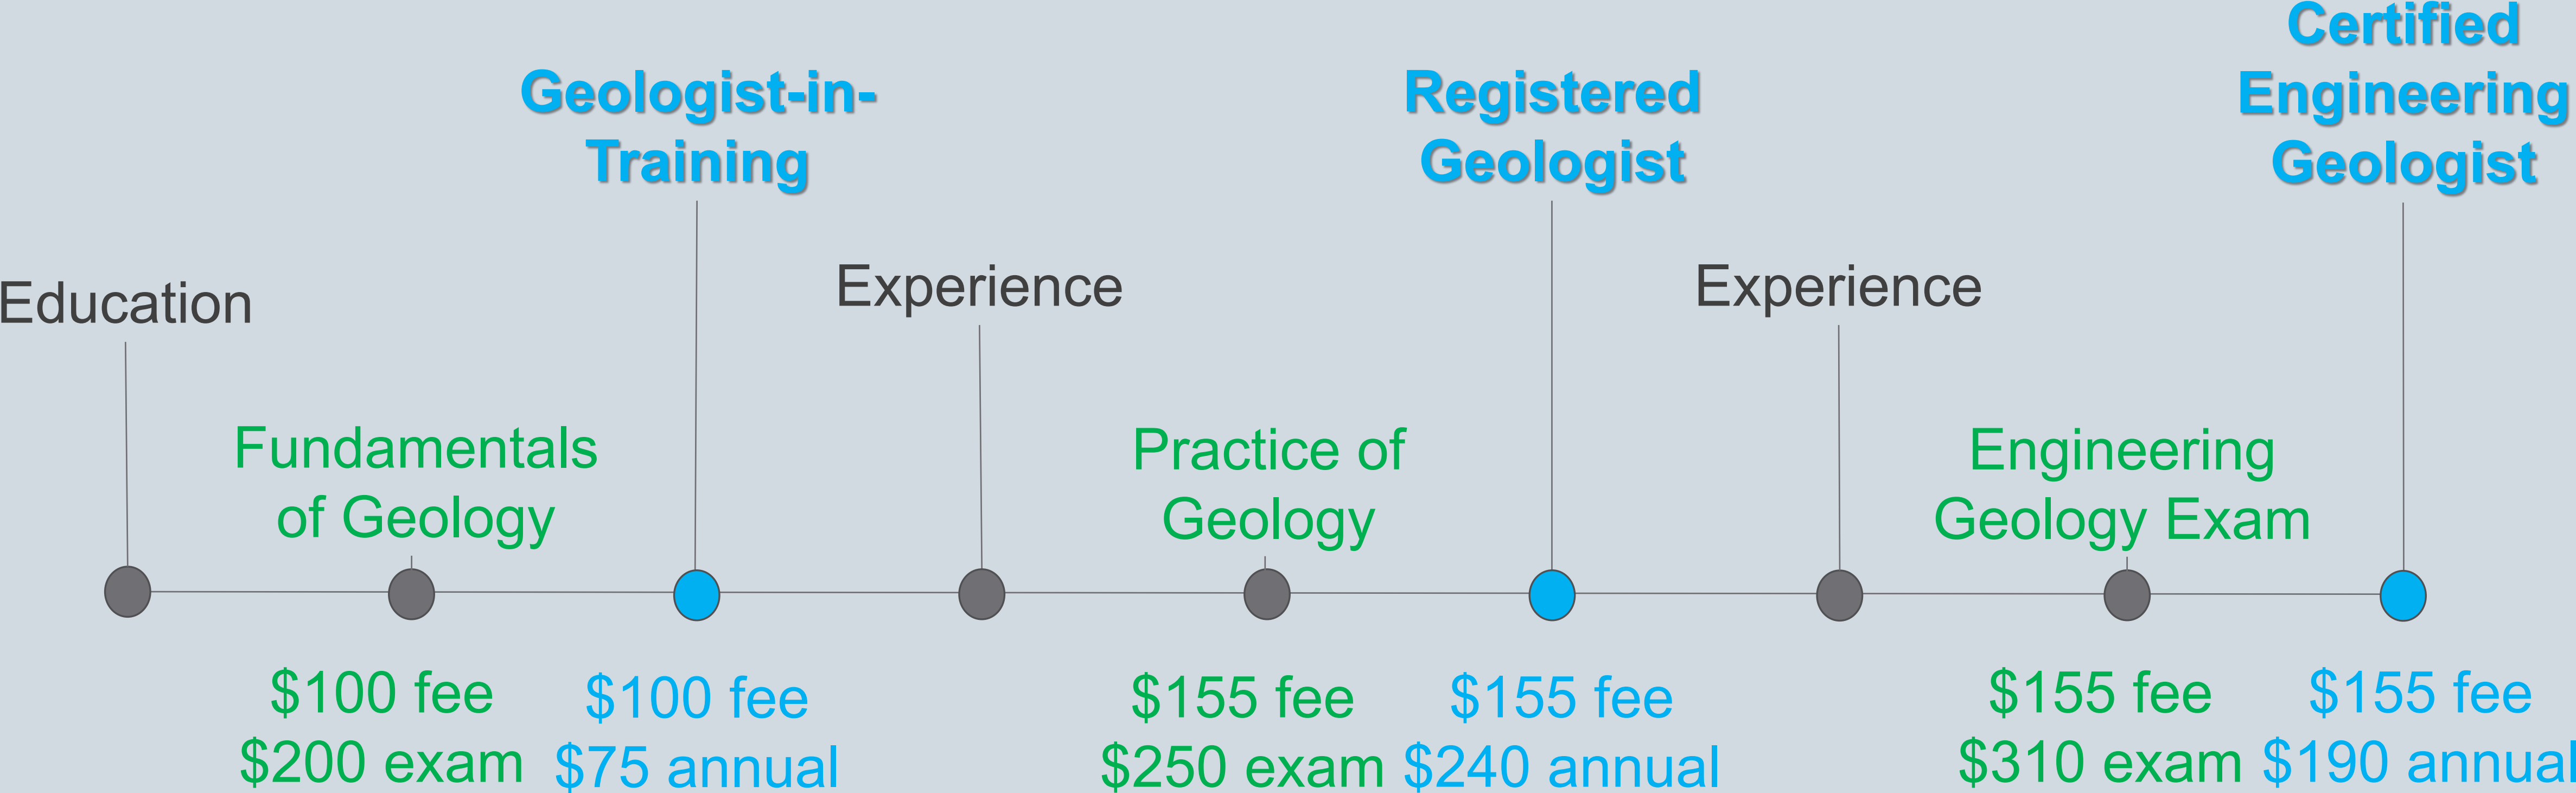 Education
Fundamentals
of Geology
$100 fee
$200 exam
Geologist-in-
Training
$100 fee
$75 annual
Experience
Practice of
Geology
$155 fee
$250 exam
Registered
Geologist
$155 fee
$240 annual
Experience
Engineering
Geology Exam
$155 fee
$310 exam
Certified
Engineering
Geologist
$155 fee
$190 annual